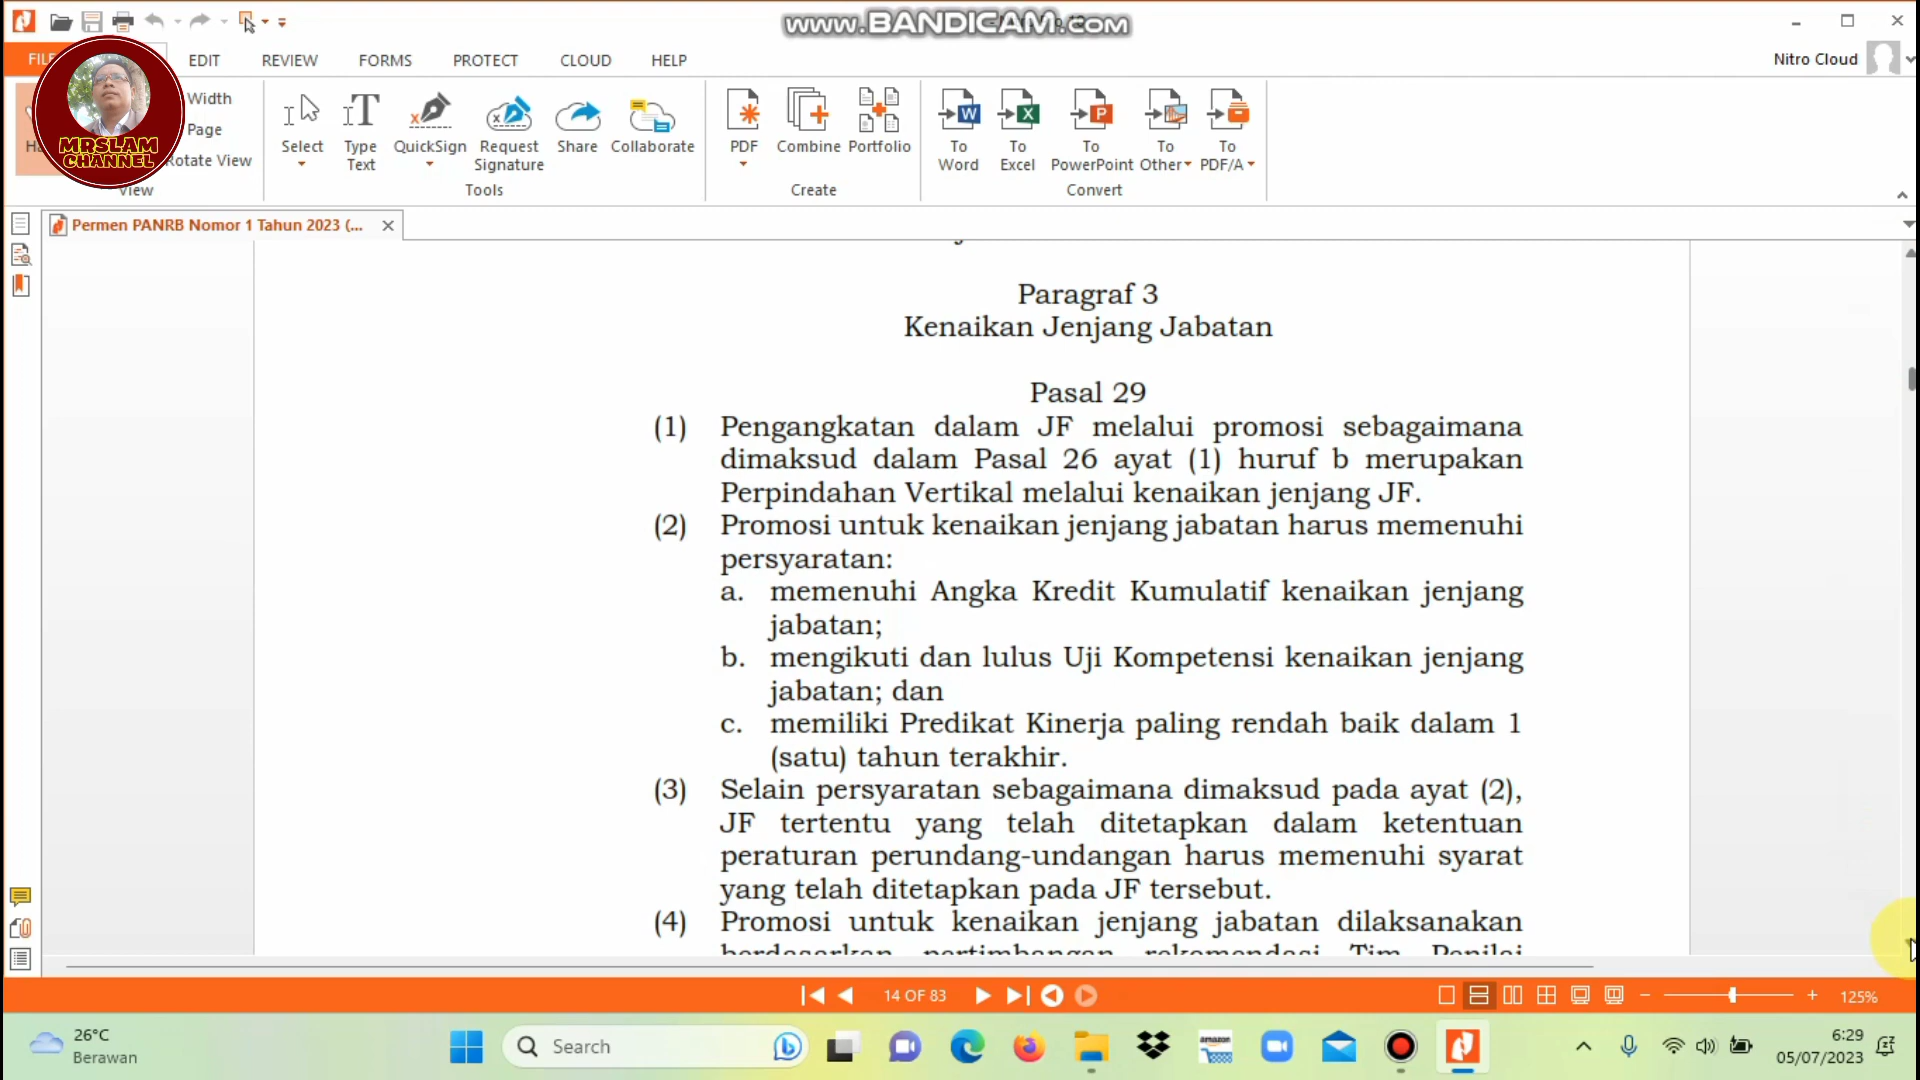 www.BANDICAM.com
FILE
EDIT
REVIEW
FORMS
PROTECT
CLOUD
HELP
Nitro Cloud
Width
Page
Rotate View
View
MRSLAM
CHANNEL
Select
Type
Text
QuickSign
Request
Signature
Share
Collaborate
Tools
PDF
Combine
Portfolio
Create
To
Word
To
Excel
To
PowerPoint
To
Other
To
PDF/A
Convert
Permen PANRB Nomor 1 Tahun 2023 (...
Paragraf 3
Kenaikan Jenjang Jabatan
Pasal 29
(1) Pengangkatan dalam JF melalui promosi sebagaimana
dimaksud dalam Pasal 26 ayat (1) huruf b merupakan
Perpindahan Vertikal melalui kenaikan jenjang JF.
(2) Promosi untuk kenaikan jenjang jabatan harus memenuhi
persyaratan:
a. memenuhi Angka Kredit Kumulatif kenaikan jenjang
jabatan;
b. mengikuti dan lulus Uji Kompetensi kenaikan jenjang
jabatan; dan
c. memiliki Predikat Kinerja paling rendah baik dalam 1
(satu) tahun terakhir.
(3) Selain persyaratan sebagaimana dimaksud pada ayat (2),
JF tertentu yang telah ditetapkan dalam ketentuan
peraturan perundang-undangan harus memenuhi syarat
yang telah ditetapkan pada JF tersebut.
(4) Promosi untuk kenaikan jenjang jabatan dilaksanakan
berdasarkan pertimbangan rekomendasi Tim Penilai
14 OF 83
125%
26°C
Berawan
Search
amazon
6:29
05/07/2023